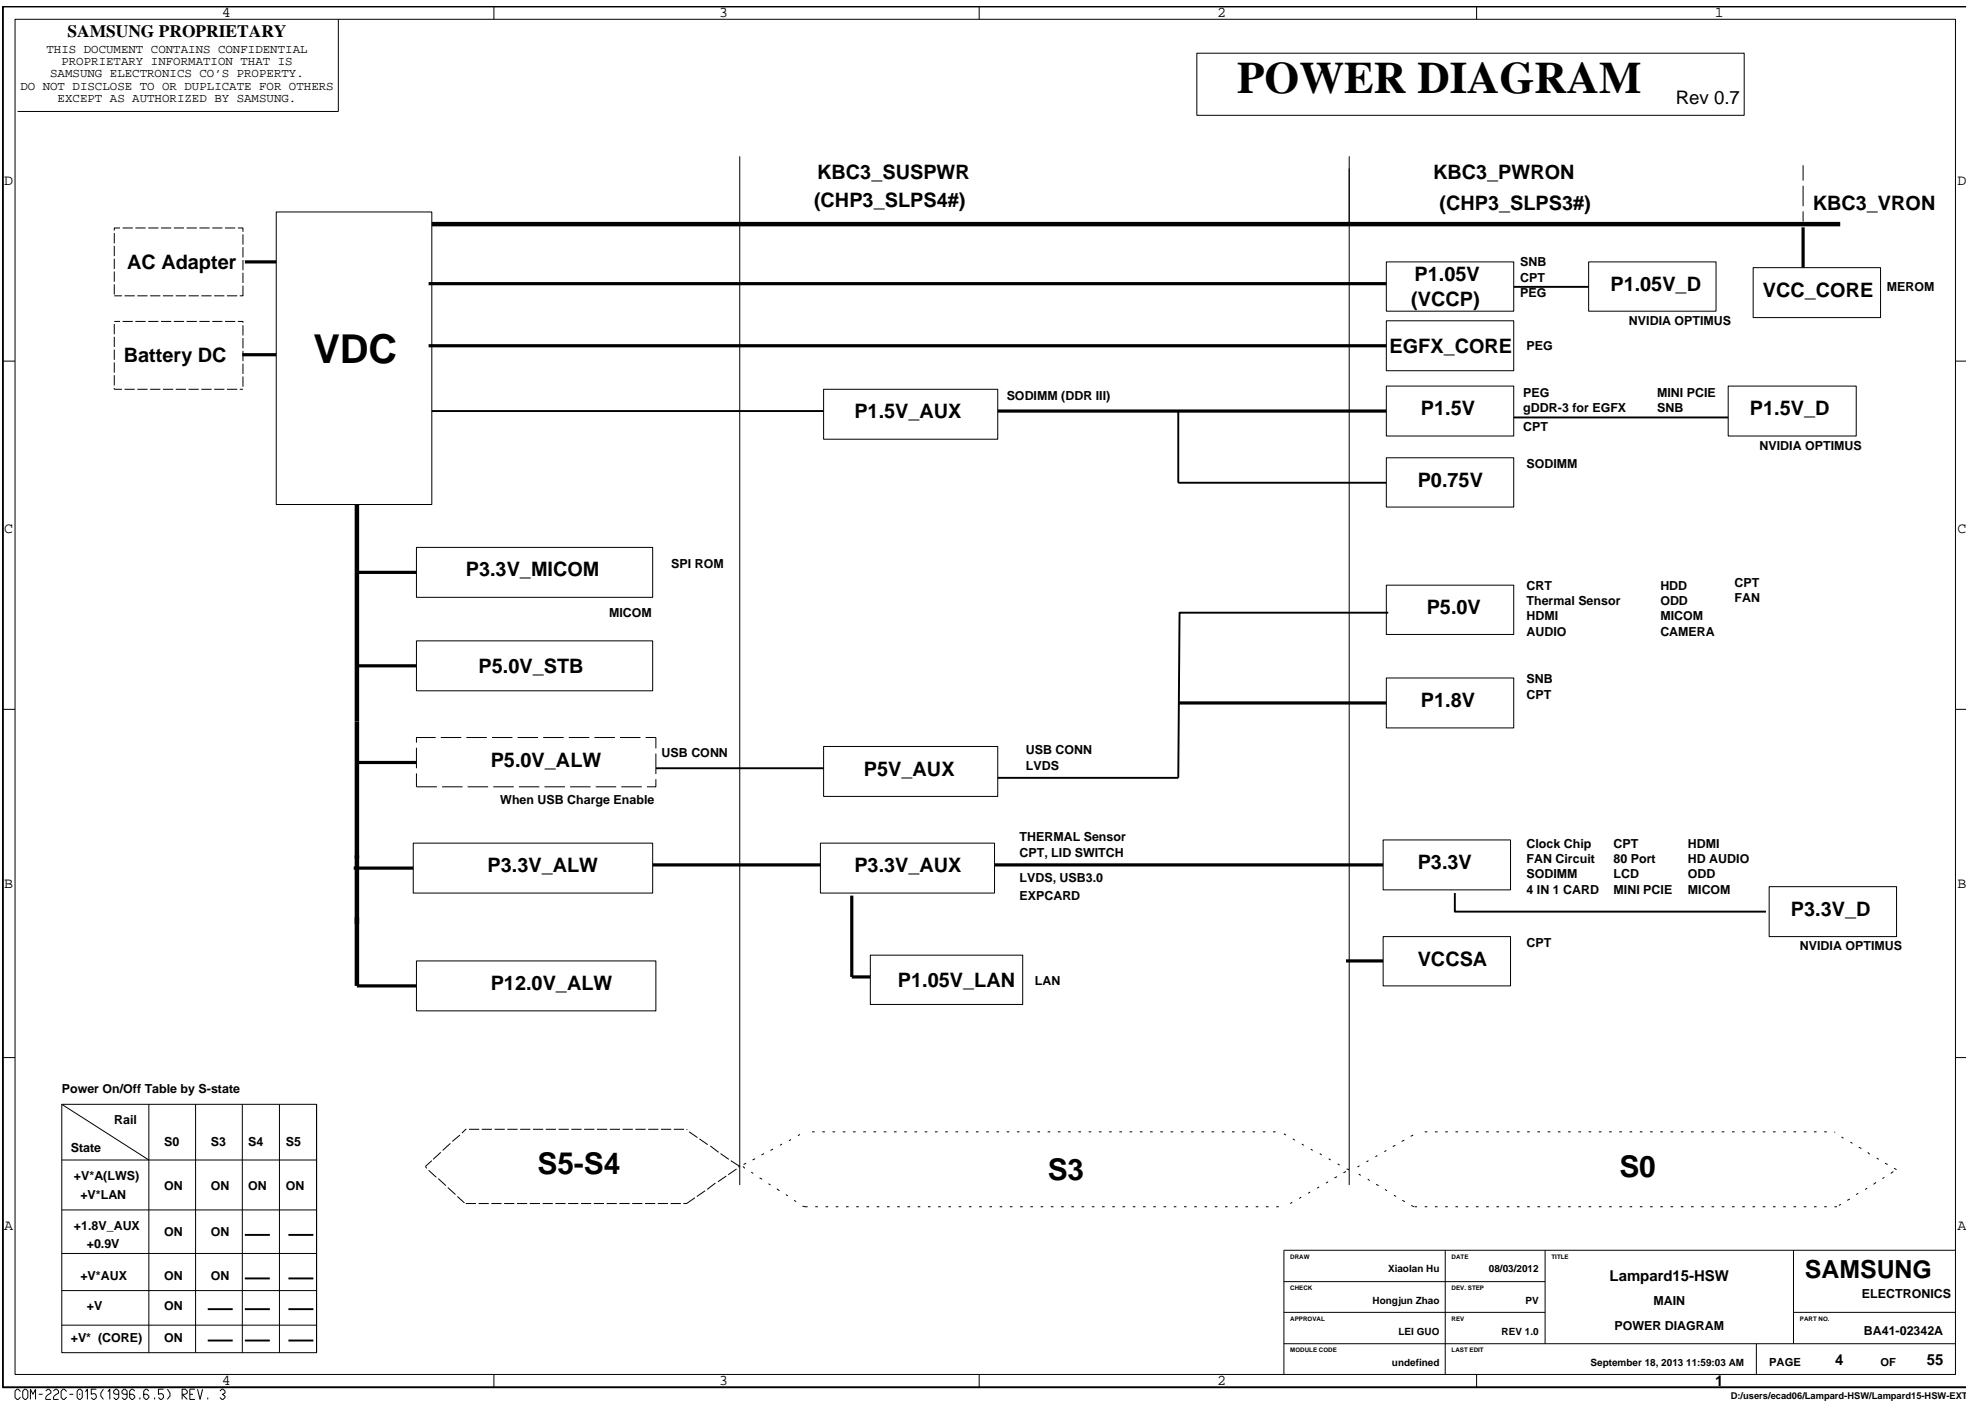 4 3 2 1
SAMSUNG PROPRIETARY
THIS DOCUMENT CONTAINS CONFIDENTIAL
PROPRIETARY INFORMATION THAT IS
SAMSUNG ELECTRONICS CO'S PROPERTY.
DO NOT DISCLOSE TO OR DUPLICATE FOR OTHERS
EXCEPT AS AUTHORIZED BY SAMSUNG.
POWER DIAGRAM Rev 0.7
D D
KBC3_SUSPWR
(CHP3_SLPS4#)
KBC3_PWRON
(CHP3_SLPS3#)
KBC3_VRON
AC Adapter
Battery DC
VDC
P1.05V
(VCCP)
SNB
CPT
PEG
P1.05V_D
NVIDIA OPTIMUS
VCC_CORE
MEROM
EGFX_CORE
PEG
P1.5V_AUX
SODIMM (DDR III)
P1.5V
PEG
gDDR-3 for EGFX
CPT
MINI PCIE
SNB
P1.5V_D
NVIDIA OPTIMUS
P0.75V
SODIMM
C C
P3.3V_MICOM
SPI ROM
MICOM
P5.0V_STB
P5.0V
CRT
Thermal Sensor
HDMI
AUDIO
HDD
ODD
MICOM
CAMERA
CPT
FAN
P1.8V
SNB
CPT
P5.0V_ALW
USB CONN
When USB Charge Enable
P5V_AUX
USB CONN
LVDS
P3.3V_ALW
P3.3V_AUX
THERMAL Sensor
CPT, LID SWITCH
LVDS, USB3.0
EXPCARD
P3.3V
Clock Chip
FAN Circuit
SODIMM
4 IN 1 CARD
CPT
80 Port
LCD
MINI PCIE
HDMI
HD AUDIO
ODD
MICOM
B B
P3.3V_D
NVIDIA OPTIMUS
VCCSA
CPT
P12.0V_ALW
P1.05V_LAN
LAN
Power On/Off Table by S-state
Rail
State
S0 S3 S4 S5
+V*A(LWS)
+V*LAN
ON ON ON ON
+1.8V_AUX
+0.9V
ON ON — —
+V*AUX ON ON — —
+V ON — — —
+V* (CORE) ON — — —
S5-S4
S3
S0
A A
DRAW
Xiaolan Hu
DATE
08/03/2012
CHECK
Hongjun Zhao
DEV. STEP
PV
APPROVAL
LEI GUO
REV
REV 1.0
MODULE CODE
undefined
LAST EDIT
September 18, 2013 11:59:03 AM
TITLE
Lampard15-HSW
MAIN
POWER DIAGRAM
SAMSUNG
ELECTRONICS
PART NO.
BA41-02342A
PAGE 4 OF 55
4 3 2 1
COM-22C-015(1996.6.5) REV. 3
D:/users/ecad06/Lampard-HSW/Lampard15-HSW-EXT